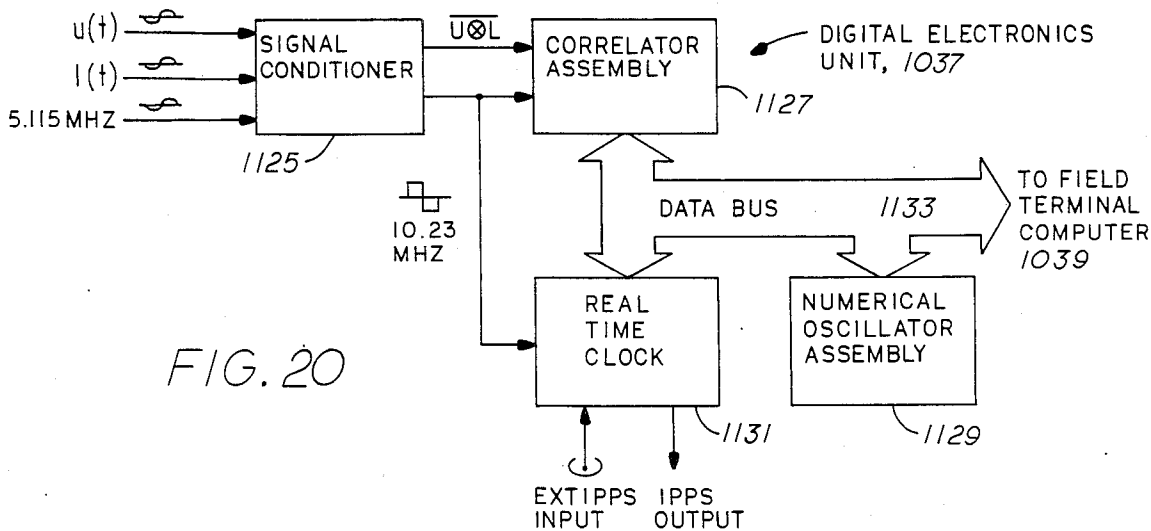 u(t)
l(t)
5.115 MHZ
SIGNAL
CONDITIONER
1125
U⊗L
CORRELATOR
ASSEMBLY
1127
DIGITAL ELECTRONICS
UNIT, 1037
10.23
MHZ
DATA BUS
1133
TO FIELD
TERMINAL
COMPUTER
1039
REAL
TIME
CLOCK
1131
NUMERICAL
OSCILLATOR
ASSEMBLY
1129
EXT1PPS
INPUT
1PPS
OUTPUT
FIG. 20